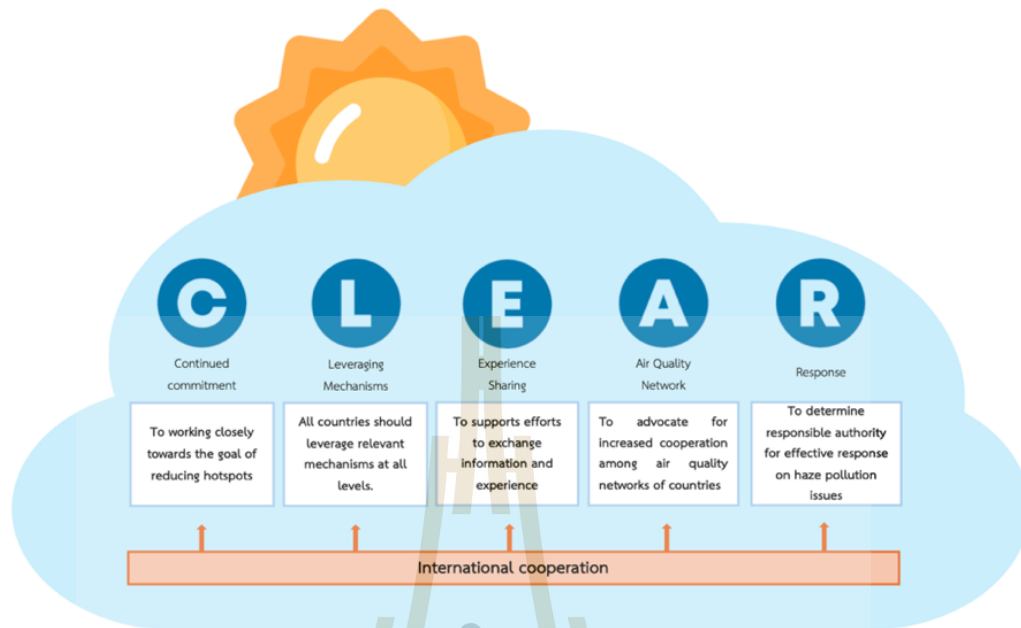 C L E A R
Continued
commitment
Leveraging
Mechanisms
Experience
Sharing
Air Quality
Network
Response
To working closely
towards the goal of
reducing hotspots
All countries should
leverage relevant
mechanisms at all
levels.
To supports efforts
to exchange
information and
experience
To advocate for
increased cooperation
among air quality
networks of countries
To determine
responsible authority
for effective response
on haze pollution
issues
International cooperation